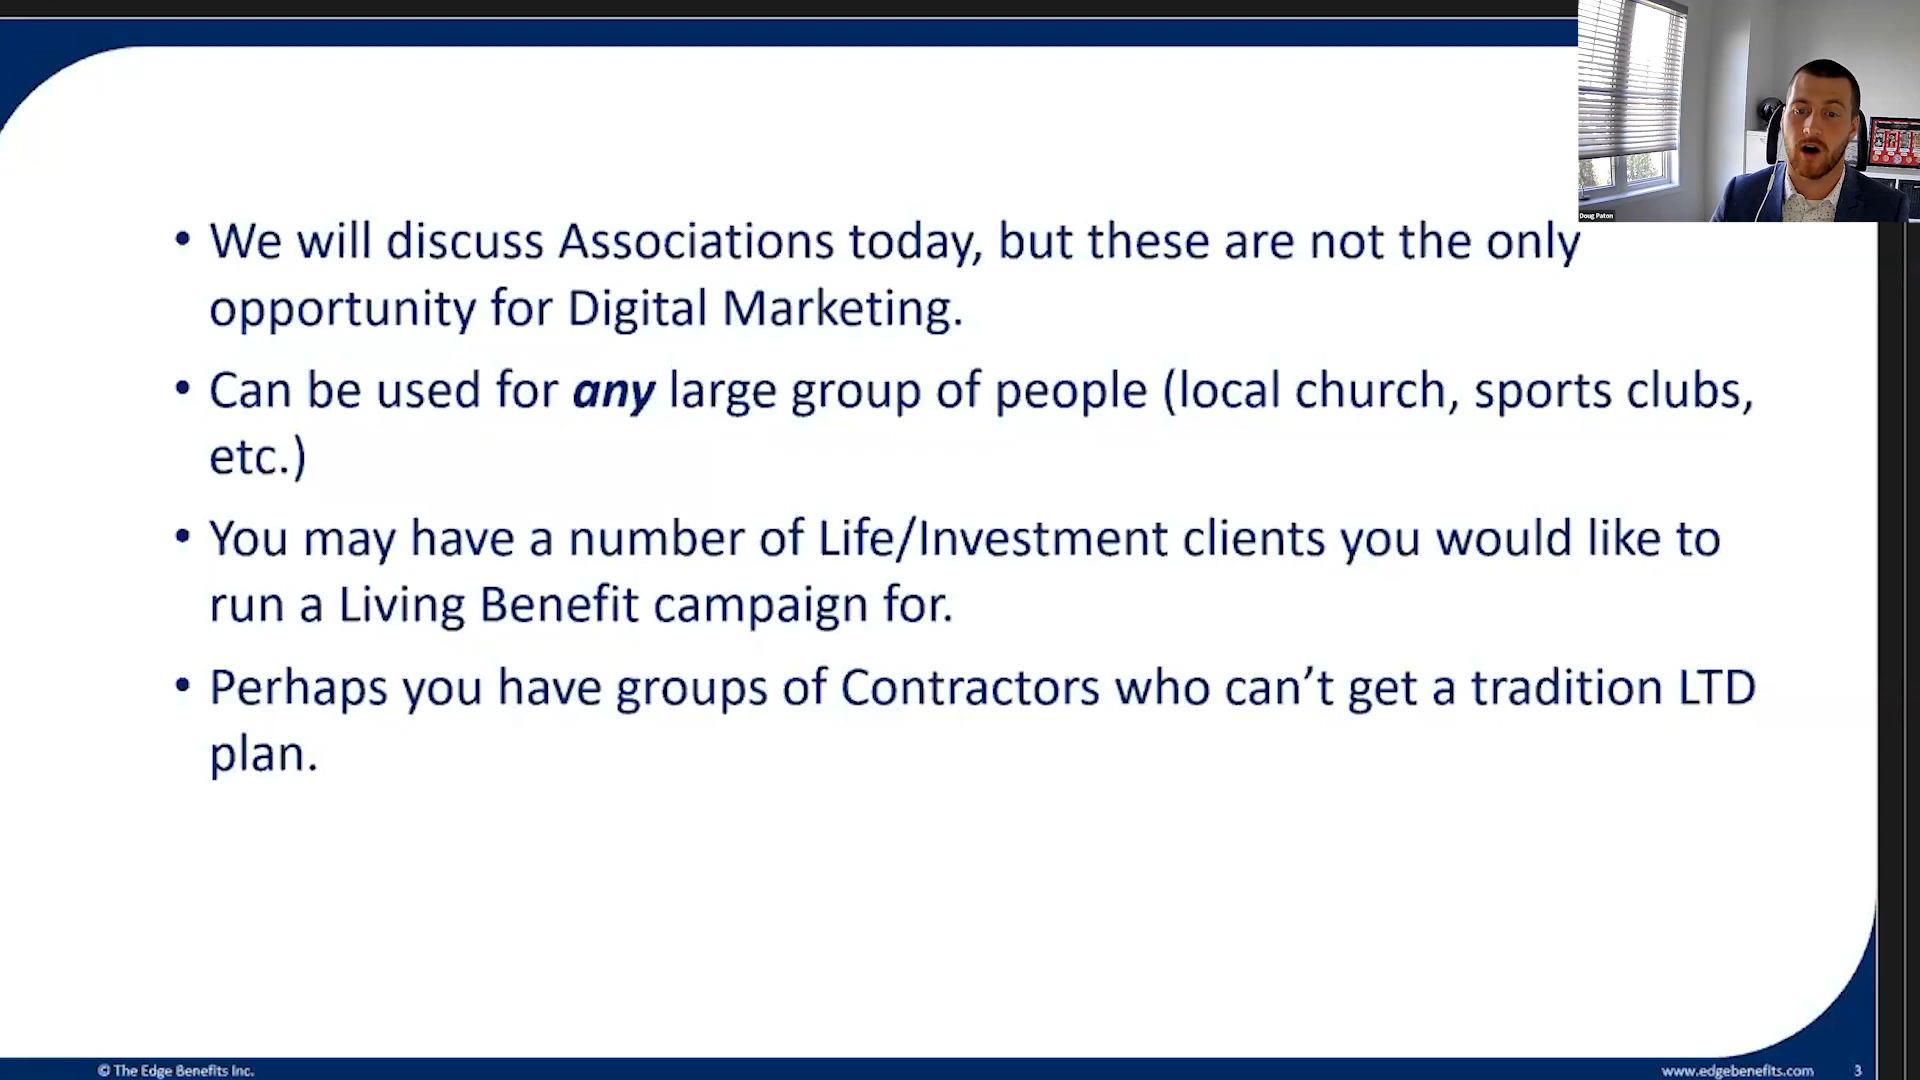 Doug Paton
• We will discuss Associations today, but these are not the only
opportunity for Digital Marketing.
• Can be used for any large group of people (local church, sports clubs,
etc.)
• You may have a number of Life/Investment clients you would like to
run a Living Benefit campaign for.
• Perhaps you have groups of Contractors who can’t get a tradition LTD
plan.
© The Edge Benefits Inc.
www.edgebenefits.com 3